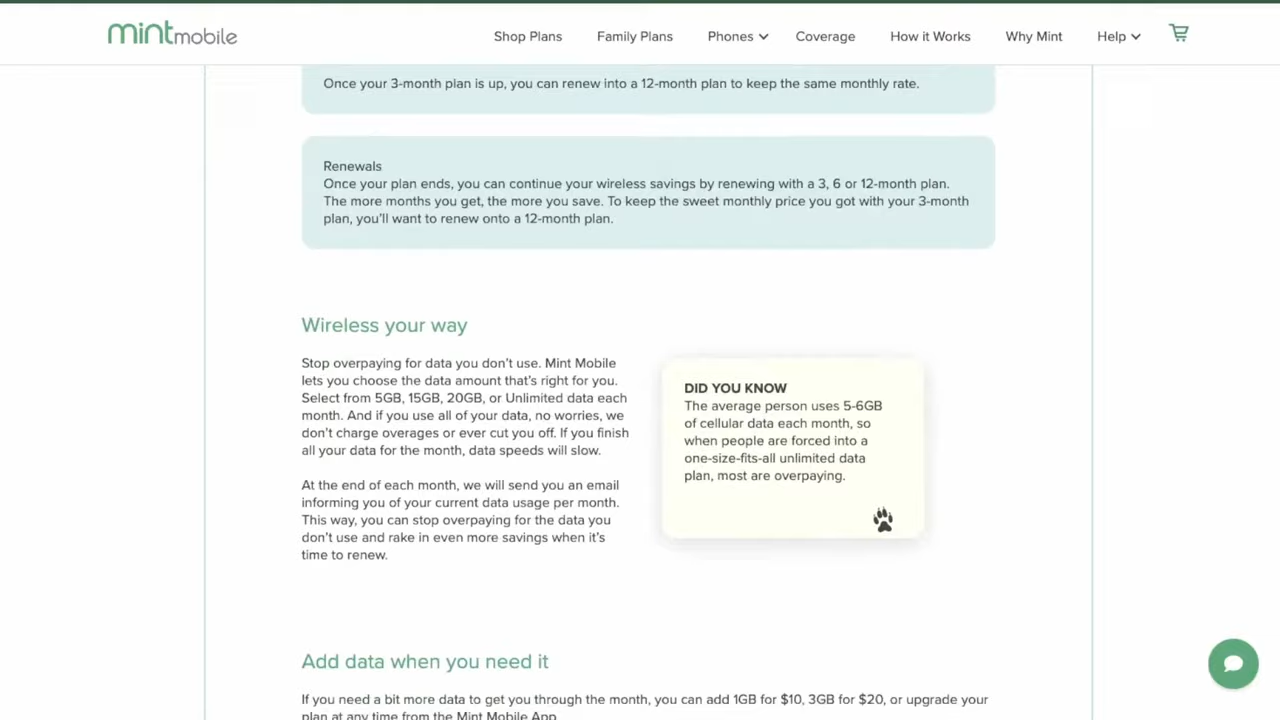 mintmobile
Shop Plans
Family Plans
Phones
Coverage
How it Works
Why Mint
Help
Once your 3-month plan is up, you can renew into a 12-month plan to keep the same monthly rate.
Renewals
Once your plan ends, you can continue your wireless savings by renewing with a 3, 6 or 12-month plan.
The more months you get, the more you save. To keep the sweet monthly price you got with your 3-month
plan, you’ll want to renew onto a 12-month plan.
Wireless your way
Stop overpaying for data you don’t use. Mint Mobile
lets you choose the data amount that’s right for you.
Select from 5GB, 15GB, 20GB, or Unlimited data each
month. And if you use all of your data, no worries, we
don’t charge overages or ever cut you off. If you finish
all your data for the month, data speeds will slow.
At the end of each month, we will send you an email
informing you of your current data usage per month.
This way, you can stop overpaying for the data you
don’t use and rake in even more savings when it’s
time to renew.
DID YOU KNOW
The average person uses 5-6GB
of cellular data each month, so
when people are forced into a
one-size-fits-all unlimited data
plan, most are overpaying.
Add data when you need it
If you need a bit more data to get you through the month, you can add 1GB for $10, 3GB for $20, or upgrade your
plan at any time from the Mint Mobile App.